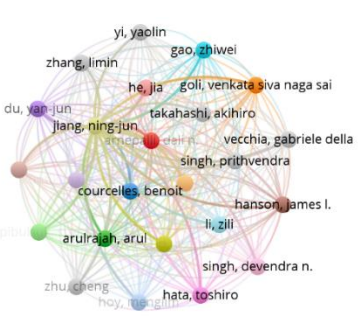 yi, yaolin
gao, zhiwei
zhang, limin
he, jia
goli, venkata siva naga sai
du, yan-jun
takahashi, akihiro
jiang, ning-jun
vecchia, gabriele della
singh, prithvendra
courcelles, benoit
hanson, james l.
li, zili
arulrajah, arul
singh, devendra n.
zhu, cheng
hata, toshiro
hoy, menglim